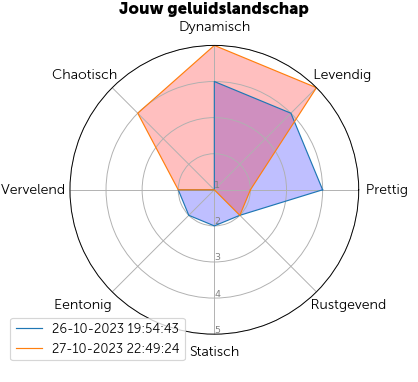 Jouw geluidslandschap
Dynamisch
Chaotisch
Levendig
Vervelend
1
Prettig
2
3
Eentonig
4
Rustgevend
5
Statisch
26-10-2023 19:54:43
27-10-2023 22:49:24